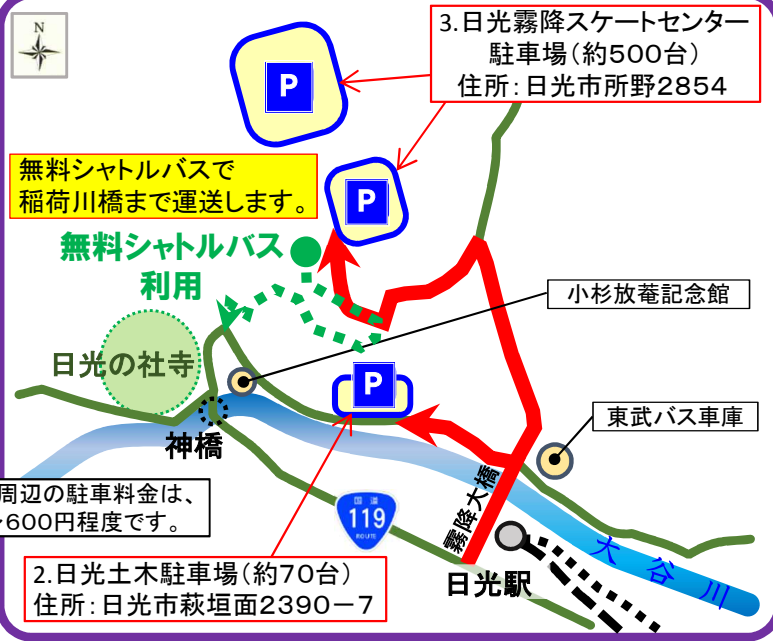 N
3.日光霧降スケートセンター
駐車場(約500台)
住所:日光市所野2854
P
無料シャトルバスで
稲荷川橋まで運送します。
P
無料シャトルバス
利用
小杉放菴記念館
日光の社寺
P
東武バス車庫
神橋
周辺の駐車料金は、
600円程度です。
国道
119
ROUTE
霧降大橋
大谷川
日光駅
2.日光土木駐車場(約70台)
住所:日光市萩垣面2390-7